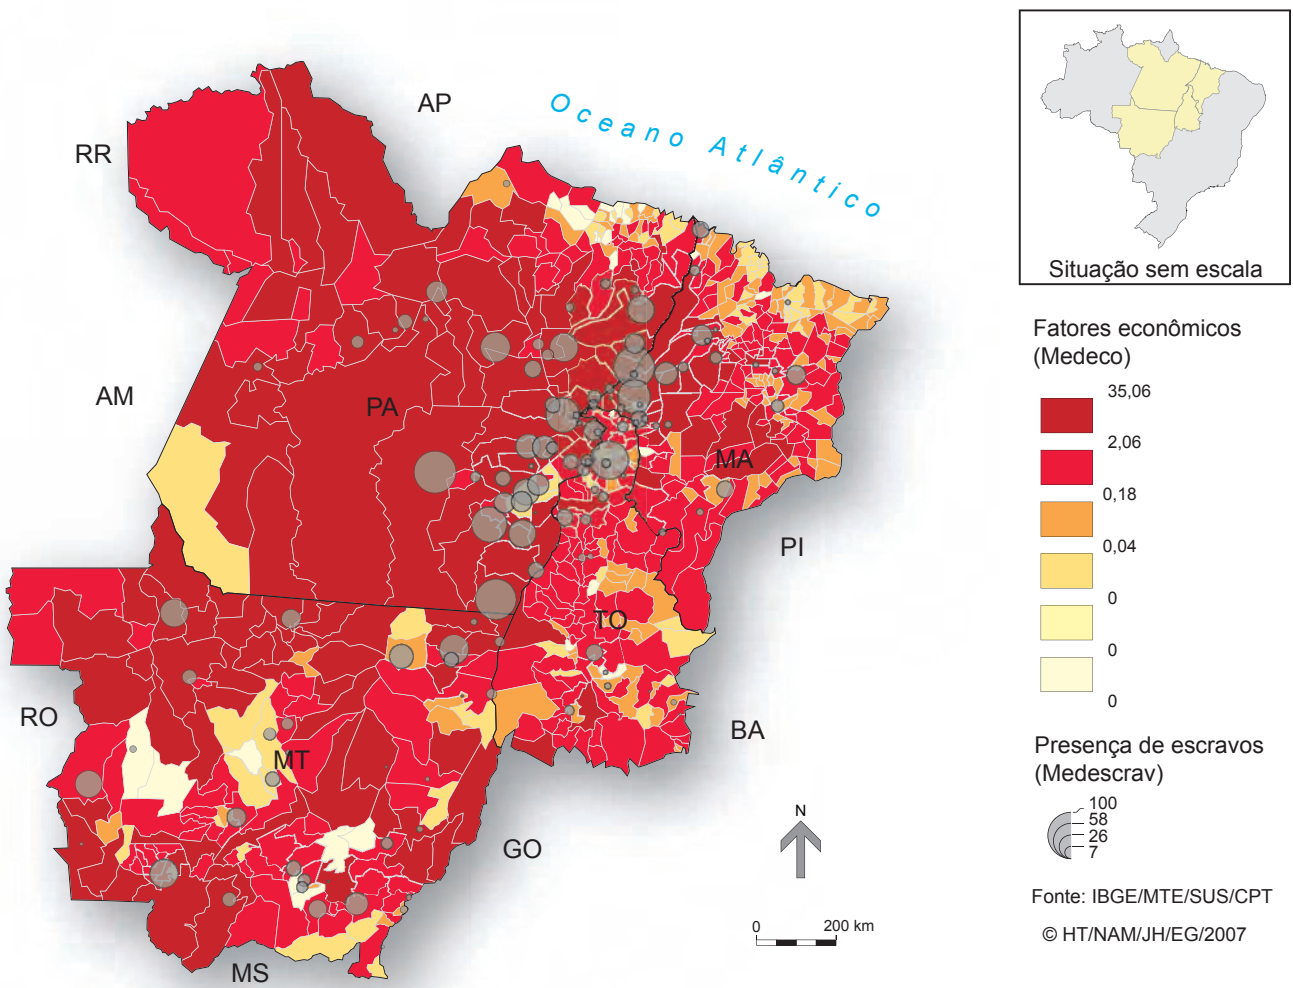 AP
RR
Oceano Atlântico
AM
PA
MA
PI
TO
RO
MT
BA
GO
MS
N
0 200 km
Situação sem escala
Fatores econômicos
(Medeco)
35,06
2,06
0,18
0,04
0
0
0
Presença de escravos
(Medescrav)
100
58
26
7
Fonte: IBGE/MTE/SUS/CPT
© HT/NAM/JH/EG/2007